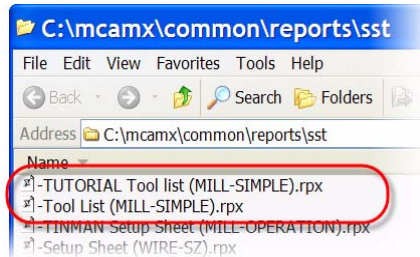 C:\mcamx\common\reports\sst
File Edit View Favorites Tools Help
Back Search Folders
Address C:\mcamx\common\reports\sst
Name
-TUTORIAL Tool list (MILL-SIMPLE).rpx
-Tool List (MILL-SIMPLE).rpx
-TINMAN Setup Sheet (MILL-OPERATION).rpx
-Setup Sheet (WIRE-SZ).rpx